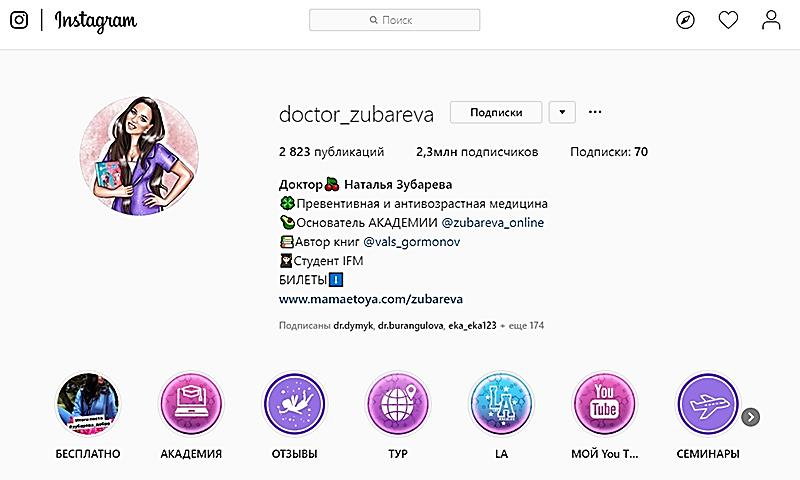 Instagram
Поиск
doctor_zubareva Подписки ...
2 823 публикаций 2,3млн подписчиков Подписки: 70
Доктор🍒 Наталья Зубарева
🍀Превентивная и антивозрастная медицина
🥑Основатель АКАДЕМИИ @zubareva_online
📚Автор книг @vals_gormonov
👩‍🎓Студент IFM
БИЛЕТЫ⬇️
www.mamaetoya.com/zubareva
Подписаны dr.dymyk, dr.burangulova, eka_eka123 + еще 174
LA
You
Tube
#зубарева_добро
БЕСПЛАТНО АКАДЕМИЯ ОТЗЫВЫ ТУР LA МОЙ You T... СЕМИНАРЫ